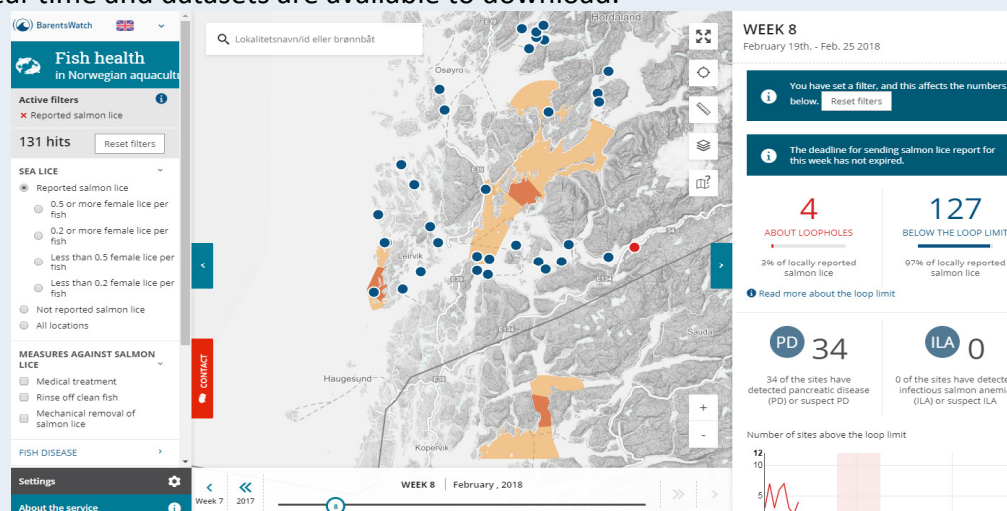 ear time and datasets are available to download.
BarentsWatch
Fish health
in Norwegian aquacultu
Active filters
Reported salmon lice
131 hits
Reset filters
SEA LICE
Reported salmon lice
0.5 or more female lice per
fish
0.2 or more female lice per
fish
Less than 0.5 female lice per
fish
Less than 0.2 female lice per
fish
Not reported salmon lice
All locations
MEASURES AGAINST SALMON
LICE
Medical treatment
Rinse off clean fish
Mechanical removal of
salmon lice
FISH DISEASE
Settings
About the service
Lokalitetsnavn/id eller brønnbåt
Hordaland
Osøyro
Leirvik
Sauda
Haugesund
Kopervik
E39
E134
CONTACT
+
-
Week 7
2017
WEEK 8 | February , 2018
8
WEEK 8
February 19th. - Feb. 25 2018
You have set a filter, and this affects the numbers
below. Reset filters
The deadline for sending salmon lice report for
this week has not expired.
4
ABOUT LOOPHOLES
3% of locally reported
salmon lice
127
BELOW THE LOOP LIMIT
97% of locally reported
salmon lice
Read more about the loop limit
PD 34
34 of the sites have
detected pancreatic disease
(PD) or suspect PD
ILA 0
0 of the sites have detecte
infectious salmon anemi
(ILA) or suspect ILA
Number of sites above the loop limit
12
10
5